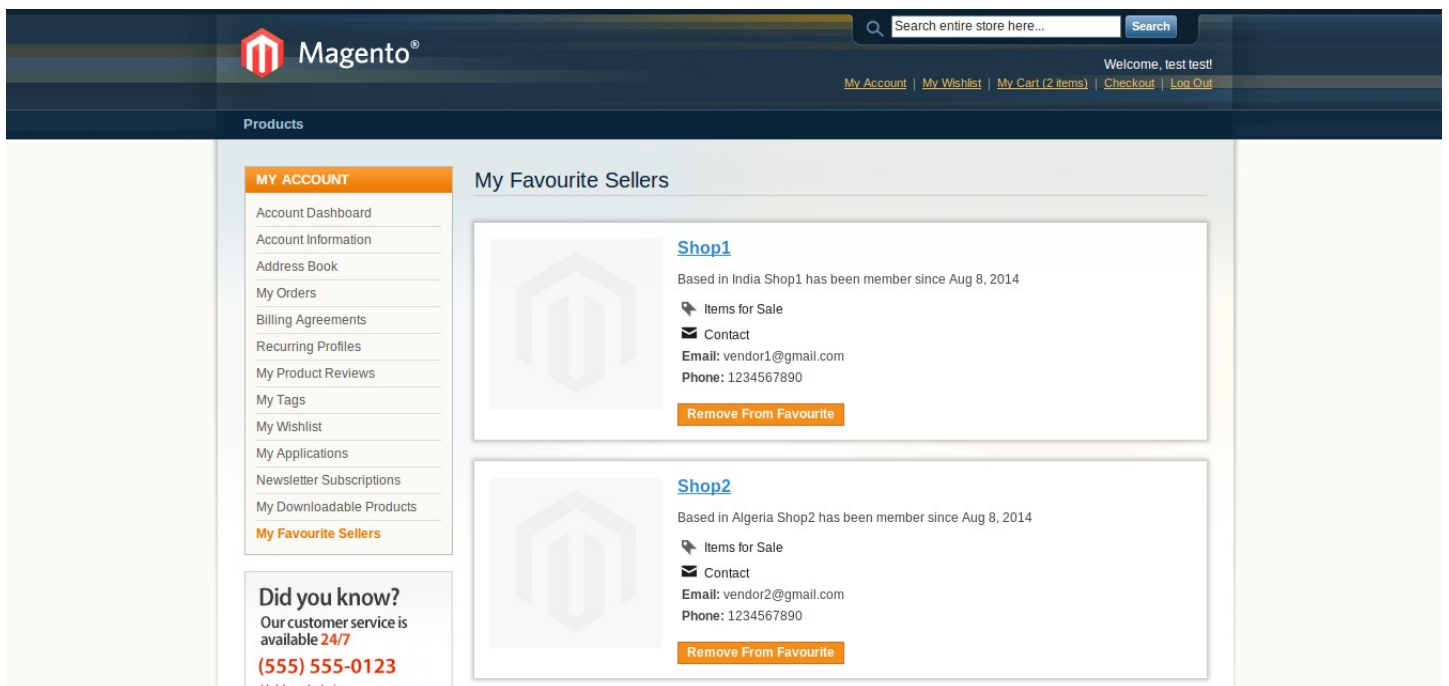 Magento®
Search entire store here...
Search
Welcome, test test!
My Account | My Wishlist | My Cart (2 items) | Checkout | Log Out
Products
MY ACCOUNT
Account Dashboard
Account Information
Address Book
My Orders
Billing Agreements
Recurring Profiles
My Product Reviews
My Tags
My Wishlist
My Applications
Newsletter Subscriptions
My Downloadable Products
My Favourite Sellers
Did you know?
Our customer service is
available 24/7
(555) 555-0123
My Favourite Sellers
Shop1
Based in India Shop1 has been member since Aug 8, 2014
Items for Sale
Contact
Email: vendor1@gmail.com
Phone: 1234567890
Remove From Favourite
Shop2
Based in Algeria Shop2 has been member since Aug 8, 2014
Items for Sale
Contact
Email: vendor2@gmail.com
Phone: 1234567890
Remove From Favourite